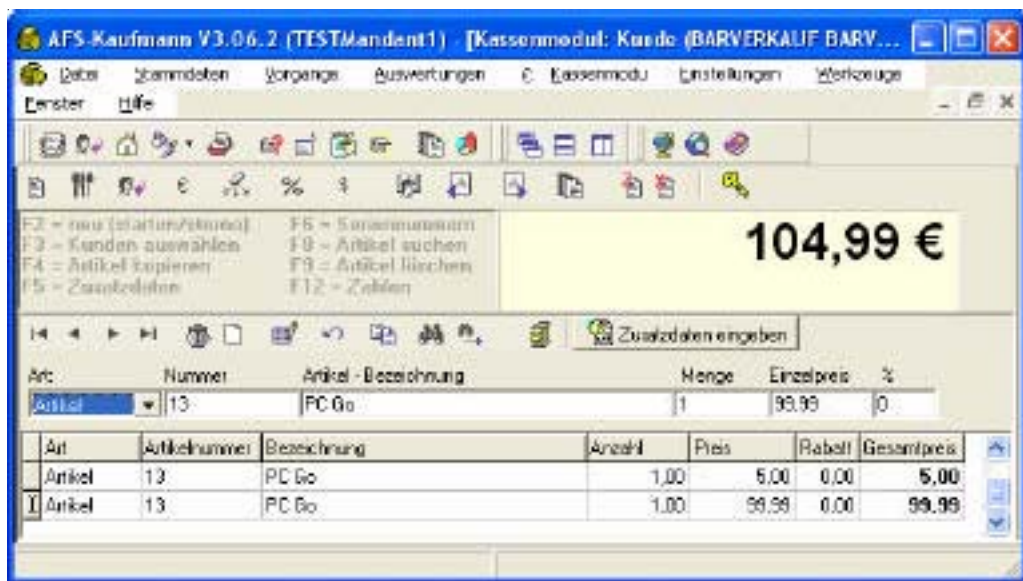 AFS-Kaufmann V3.06.2 (TESTMandant1) - [Kassenmodul: Kunde (BARVERKAUF BARV...
Datei Stammdaten Vorgänge Auswertungen € Kassenmodu Einstellungen Werkzeuge
Fenster Hilfe
F2 = neu (starten/storno) F6 = Seriennummern
F3 = Kunden auswählen F8 = Artikel suchen
F4 = Artikel kopieren F9 = Artikel löschen
F5 = Zusatzdaten F12 = Zahlen
104,99 €
Zusatzdaten eingeben
Art: Nummer Artikel - Bezeichnung Menge Einzelpreis %
Artikel 13 PC Go 1 99.99 0
Art Artikelnummer Bezeichnung Anzahl Preis Rabatt Gesamtpreis
Artikel 13 PC Go 1,00 5,00 0,00 5,00
Artikel 13 PC Go 1.00 99.99 0.00 99.99